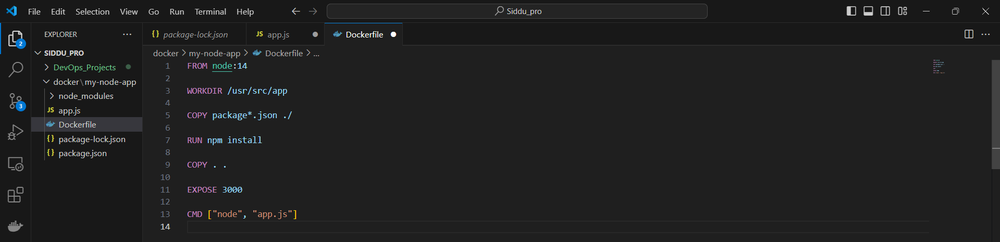 File Edit Selection View Go Run Terminal Help
Siddu_pro
EXPLORER
2
SIDDU_PRO
DevOps_Projects
docker\my-node-app
node_modules
3
JS app.js
Dockerfile
{} package-lock.json
{} package.json
{} package-lock.json
JS app.js
Dockerfile
docker > my-node-app > Dockerfile > ...
1 FROM node:14
2
3 WORKDIR /usr/src/app
4
5 COPY package*.json ./
6
7 RUN npm install
8
9 COPY . .
10
11 EXPOSE 3000
12
13 CMD ["node", "app.js"]
14